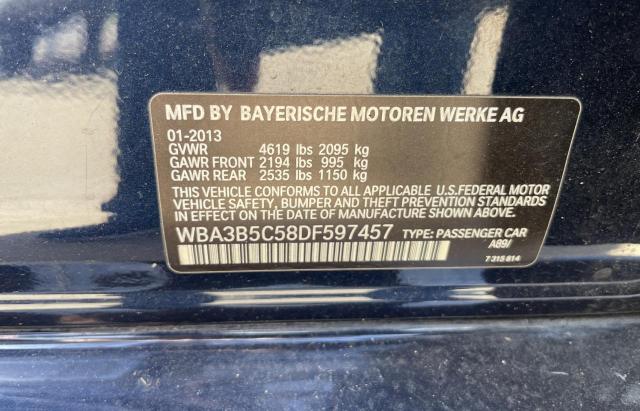 MFD BY BAYERISCHE MOTOREN WERKE AG
01-2013
GVWR 4619 lbs 2095 kg
GAWR FRONT 2194 lbs 995 kg
GAWR REAR 2535 lbs 1150 kg
THIS VEHICLE CONFORMS TO ALL APPLICABLE U.S.FEDERAL MOTOR
VEHICLE SAFETY, BUMPER AND THEFT PREVENTION
STANDARDS IN EFFECT ON THE DATE OF MANUFACTURE SHOWN ABOVE.
WBA3B5C58DF597457 TYPE: PASSENGER CAR
A89/
7 315 814